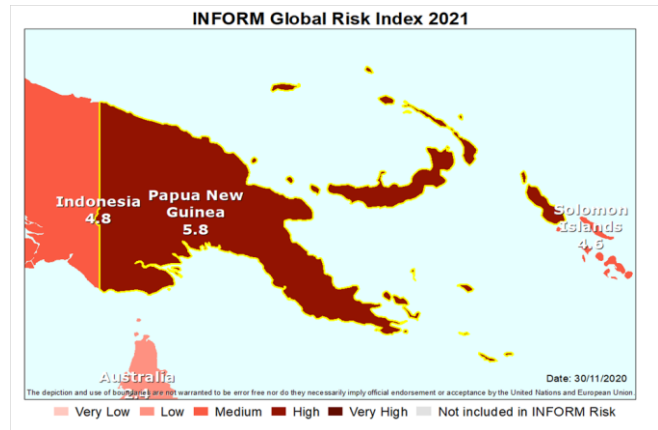 INFORM Global Risk Index 2021
Indonesia
4.8
Papua New
Guinea
5.8
Solomon
Islands
4.6
Australia
Date: 30/11/2020
The depiction and use of boundaries are not warranted to be error free nor do they necessarily imply official endorsement or acceptance by the United Nations and European Union
Very Low Low Medium High Very High Not included in INFORM Risk